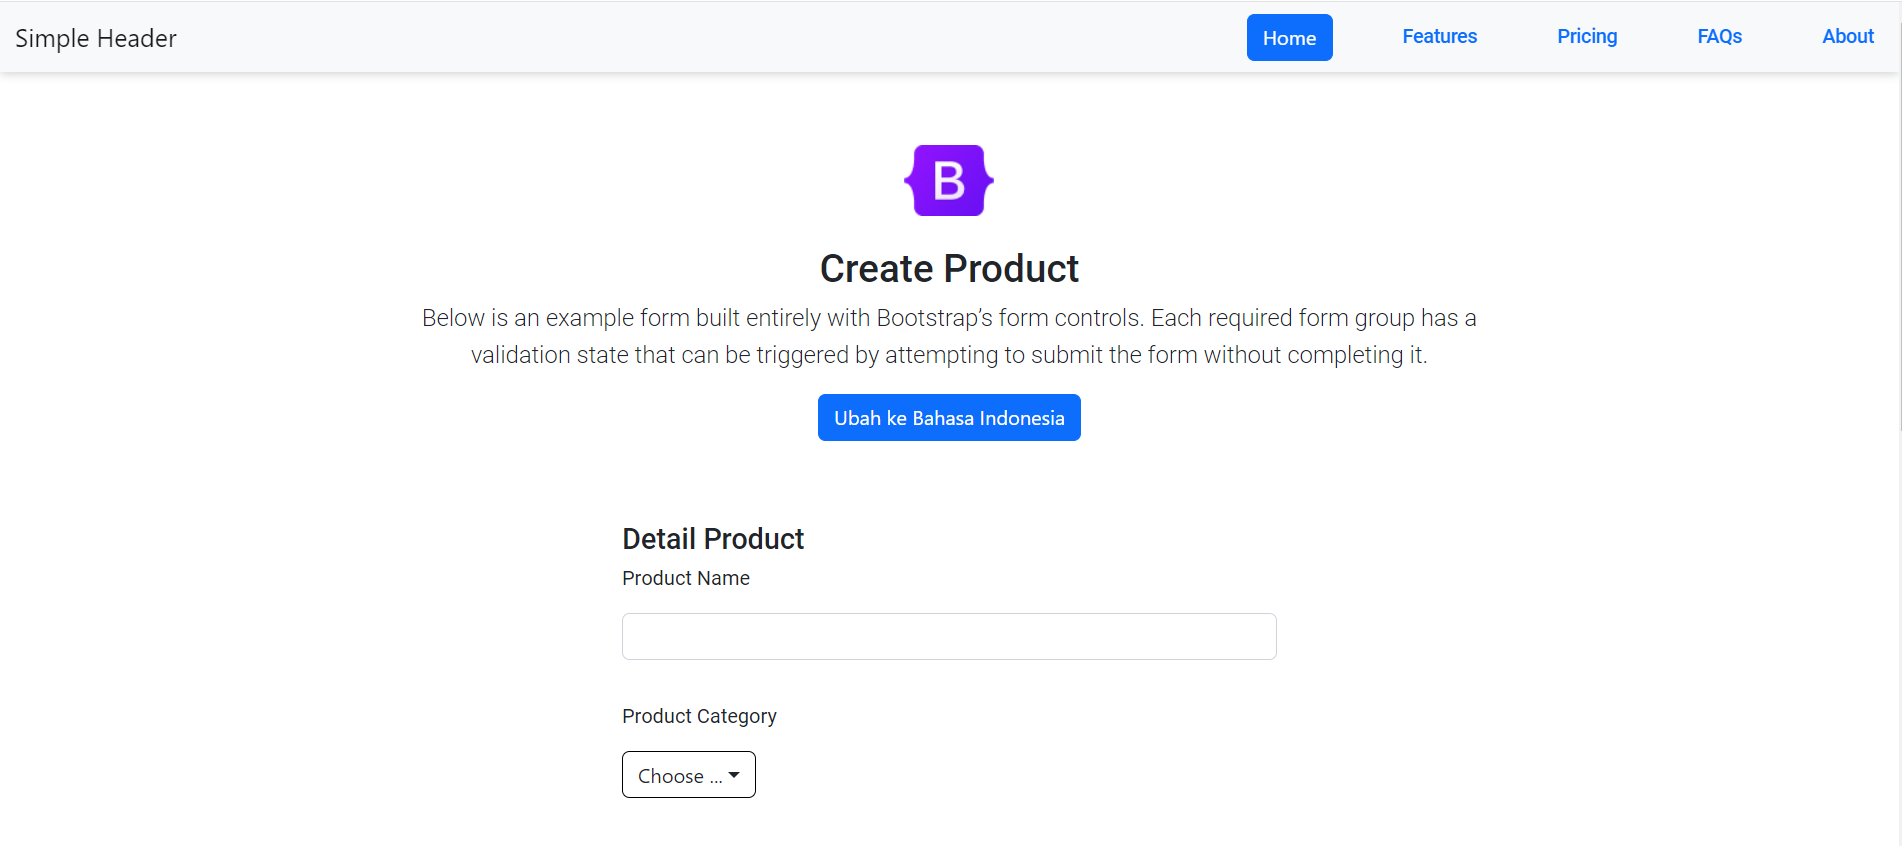 Simple Header
Home
Features
Pricing
FAQs
About
B
Create Product
Below is an example form built entirely with Bootstrap’s form controls. Each required form group has a
validation state that can be triggered by attempting to submit the form without completing it.
Ubah ke Bahasa Indonesia
Detail Product
Product Name
Product Category
Choose ...